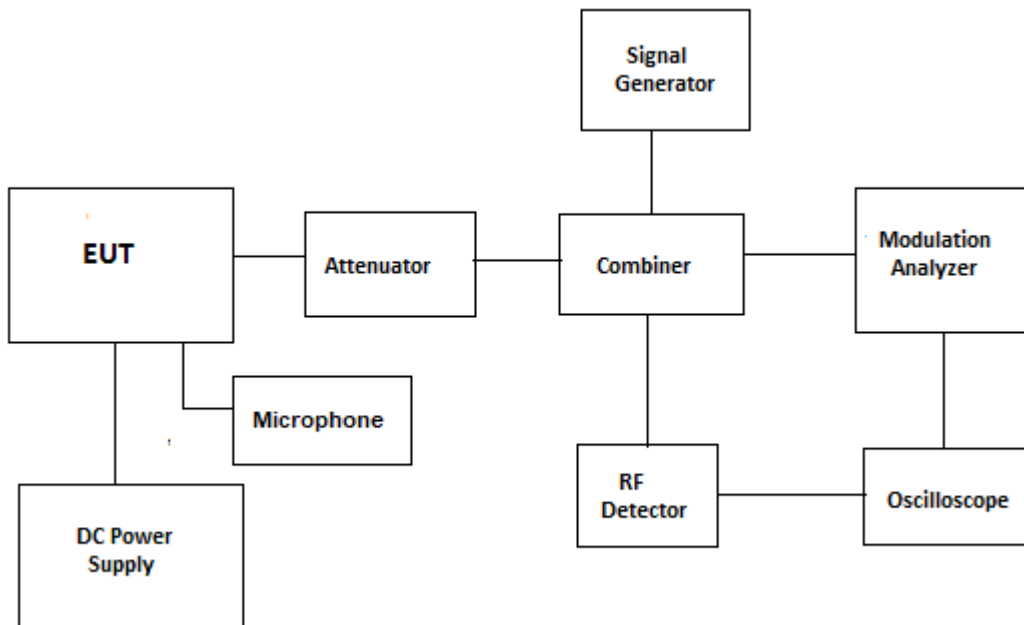 Signal
Generator
EUT
Attenuator
Combiner
Modulation
Analyzer
Microphone
RF
Detector
Oscilloscope
DC Power
Supply